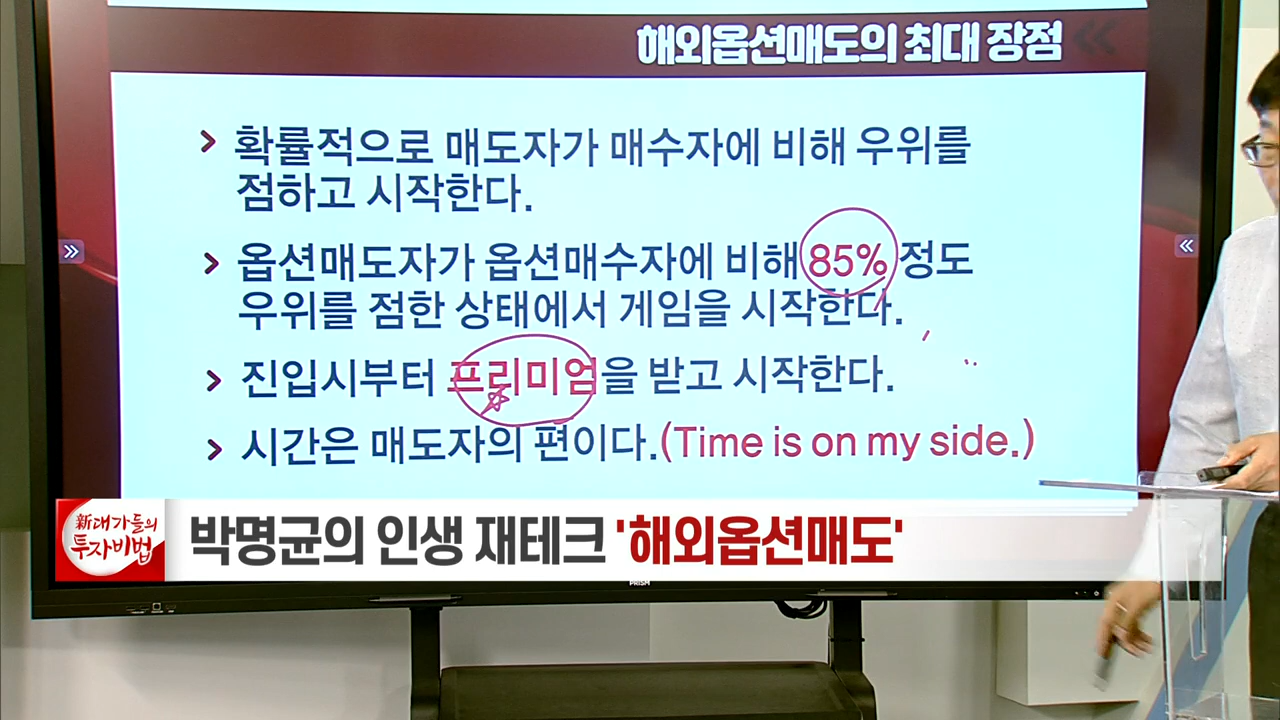 해외옵션매도의 최대 장점
확률적으로 매도자가 매수자에 비해 우위를
점하고 시작한다.
옵션매도자가 옵션매수자에 비해 85% 정도
우위를 점한 상태에서 게임을 시작한다.
진입시부터 프리미엄을 받고 시작한다.
시간은 매도자의 편이다.(Time is on my side.)
新대가들의
투자비법
박명균의 인생 재테크 '해외옵션매도'
PRISM